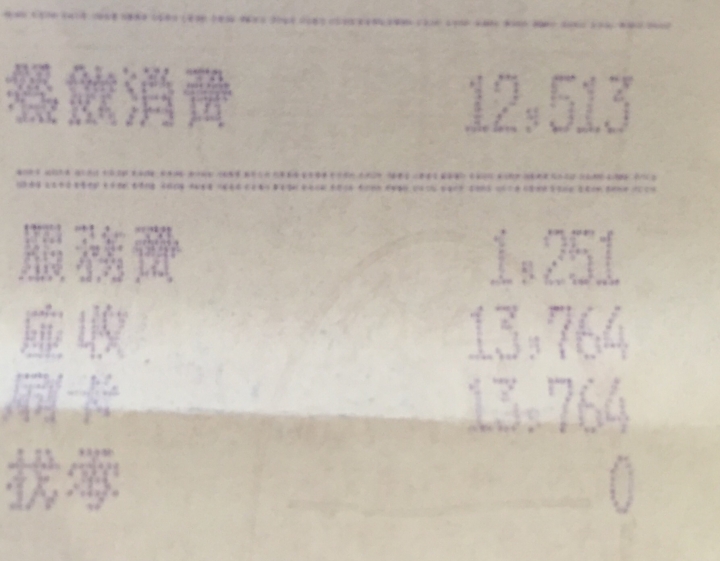 餐飲消費 12,513
服務費 1,251
應收 13,764
刷卡 13,764
找零 0